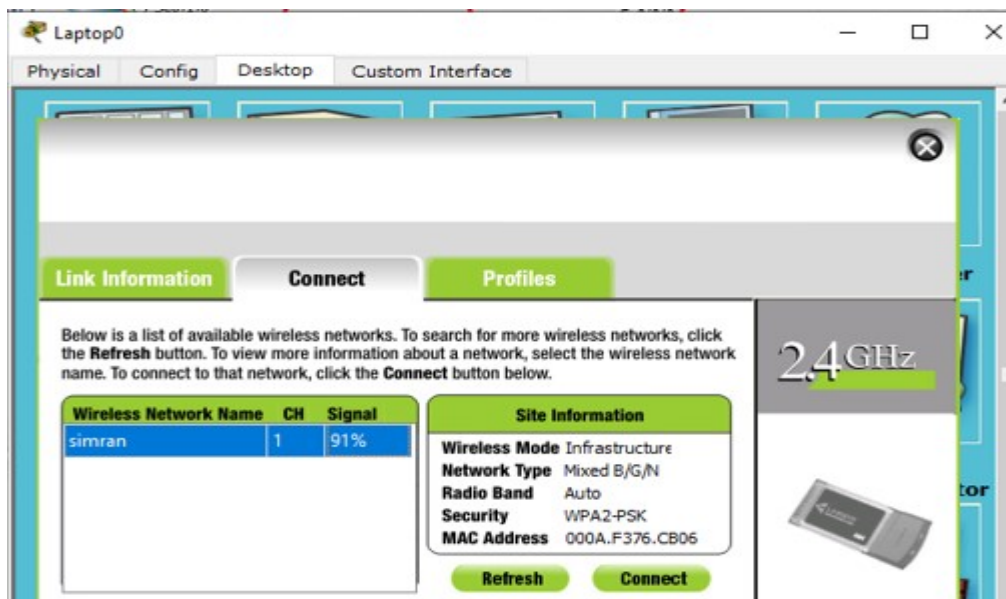 Laptop0
Physical Config Desktop Custom Interface
Link Information Connect Profiles
Below is a list of available wireless networks. To search for more wireless networks, click
the Refresh button. To view more information about a network, select the wireless network
name. To connect to that network, click the Connect button below.
2.4GHz
Wireless Network Name CH Signal
simran 1 91%
Site Information
Wireless Mode Infrastructure
Network Type Mixed B/G/N
Radio Band Auto
Security WPA2-PSK
MAC Address 000A.F376.CB06
Refresh Connect